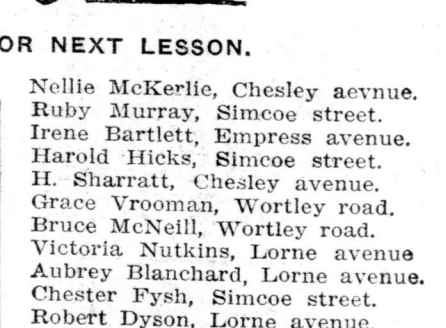 OR NEXT LESSON.
Nellie McKerlie, Chesley aevnue.
Ruby Murray, Simcoe street.
Irene Bartlett, Empress avenue.
Harold Hicks, Simcoe street.
H. Sharratt, Chesley avenue.
Grace Vrooman, Wortley road.
Bruce McNeill, Wortley road.
Victoria Nutkins, Lorne avenue
Aubrey Blanchard, Lorne avenue.
Chester Fysh, Simcoe street.
Robert Dyson, Lorne avenue.